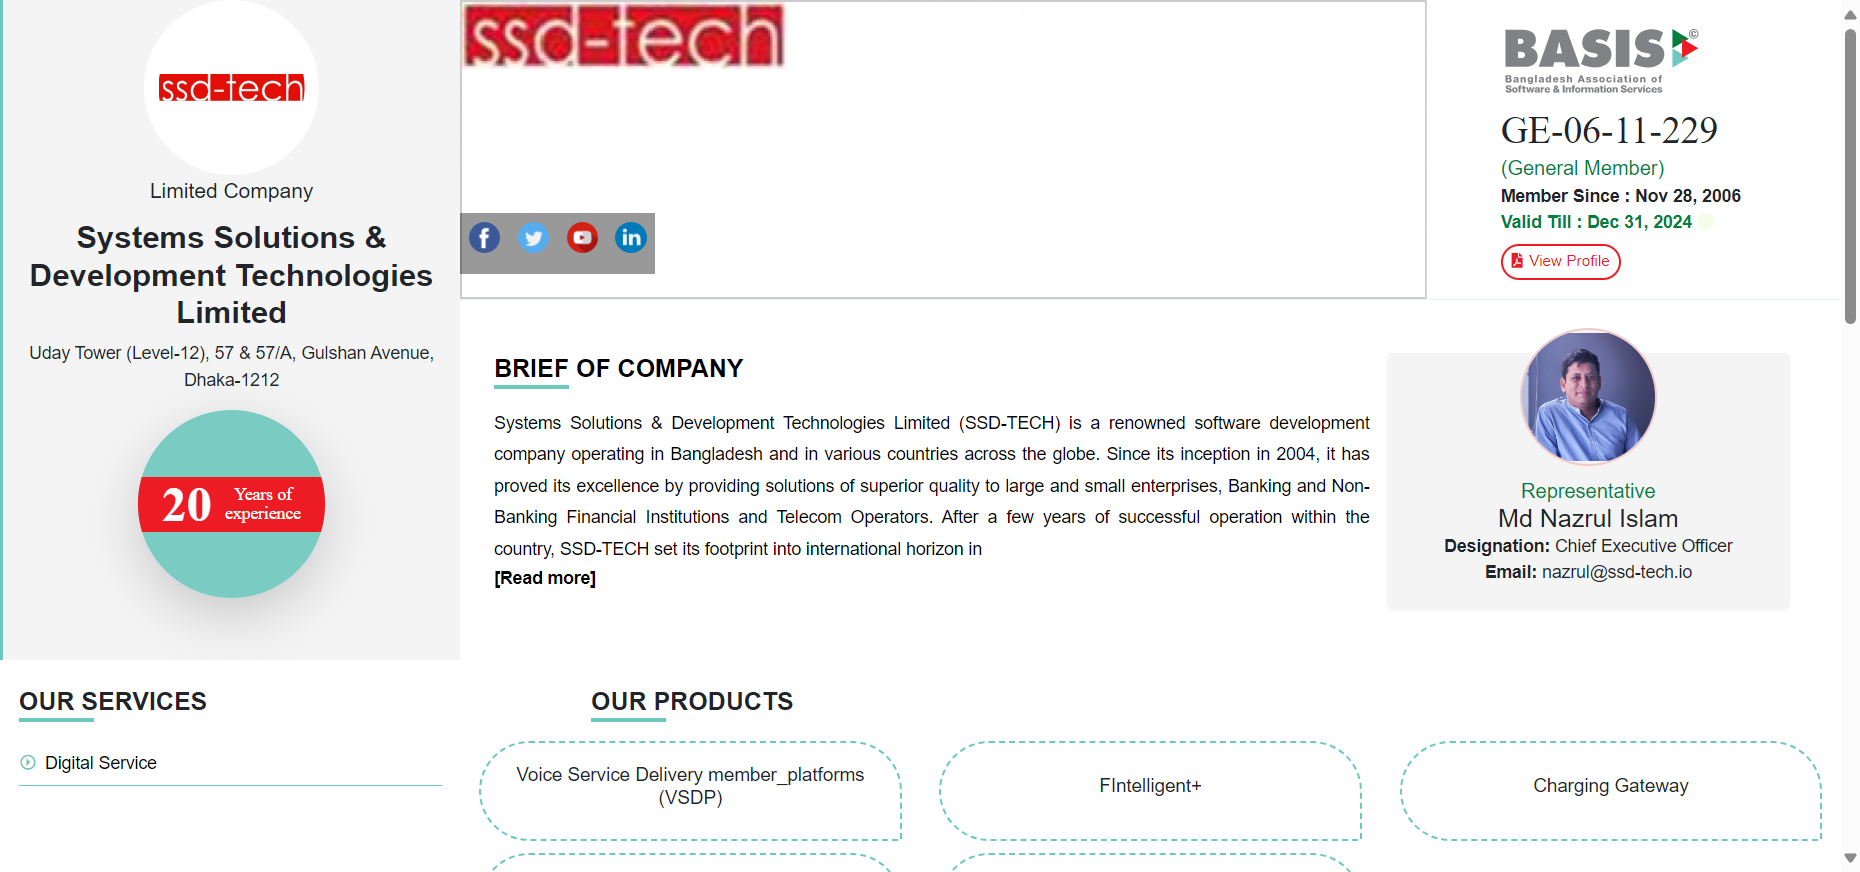 ssd-tech
Limited Company
Systems Solutions &
Development Technologies
Limited
Uday Tower (Level-12), 57 & 57/A, Gulshan Avenue,
Dhaka-1212
20 Years of
experience
ssd-tech
BASIS©
Bangladesh Association of
Software & Information Services
GE-06-11-229
(General Member)
Member Since : Nov 28, 2006
Valid Till : Dec 31, 2024
View Profile
BRIEF OF COMPANY
Systems Solutions & Development Technologies Limited (SSD-TECH) is a renowned software development
company operating in Bangladesh and in various countries across the globe. Since its inception in 2004, it has
proved its excellence by providing solutions of superior quality to large and small enterprises, Banking and Non-
Banking Financial Institutions and Telecom Operators. After a few years of successful operation within the
country, SSD-TECH set its footprint into international horizon in
[Read more]
Representative
Md Nazrul Islam
Designation: Chief Executive Officer
Email: nazrul@ssd-tech.io
OUR SERVICES
Digital Service
OUR PRODUCTS
Voice Service Delivery member_platforms
(VSDP)
FIntelligent+
Charging Gateway